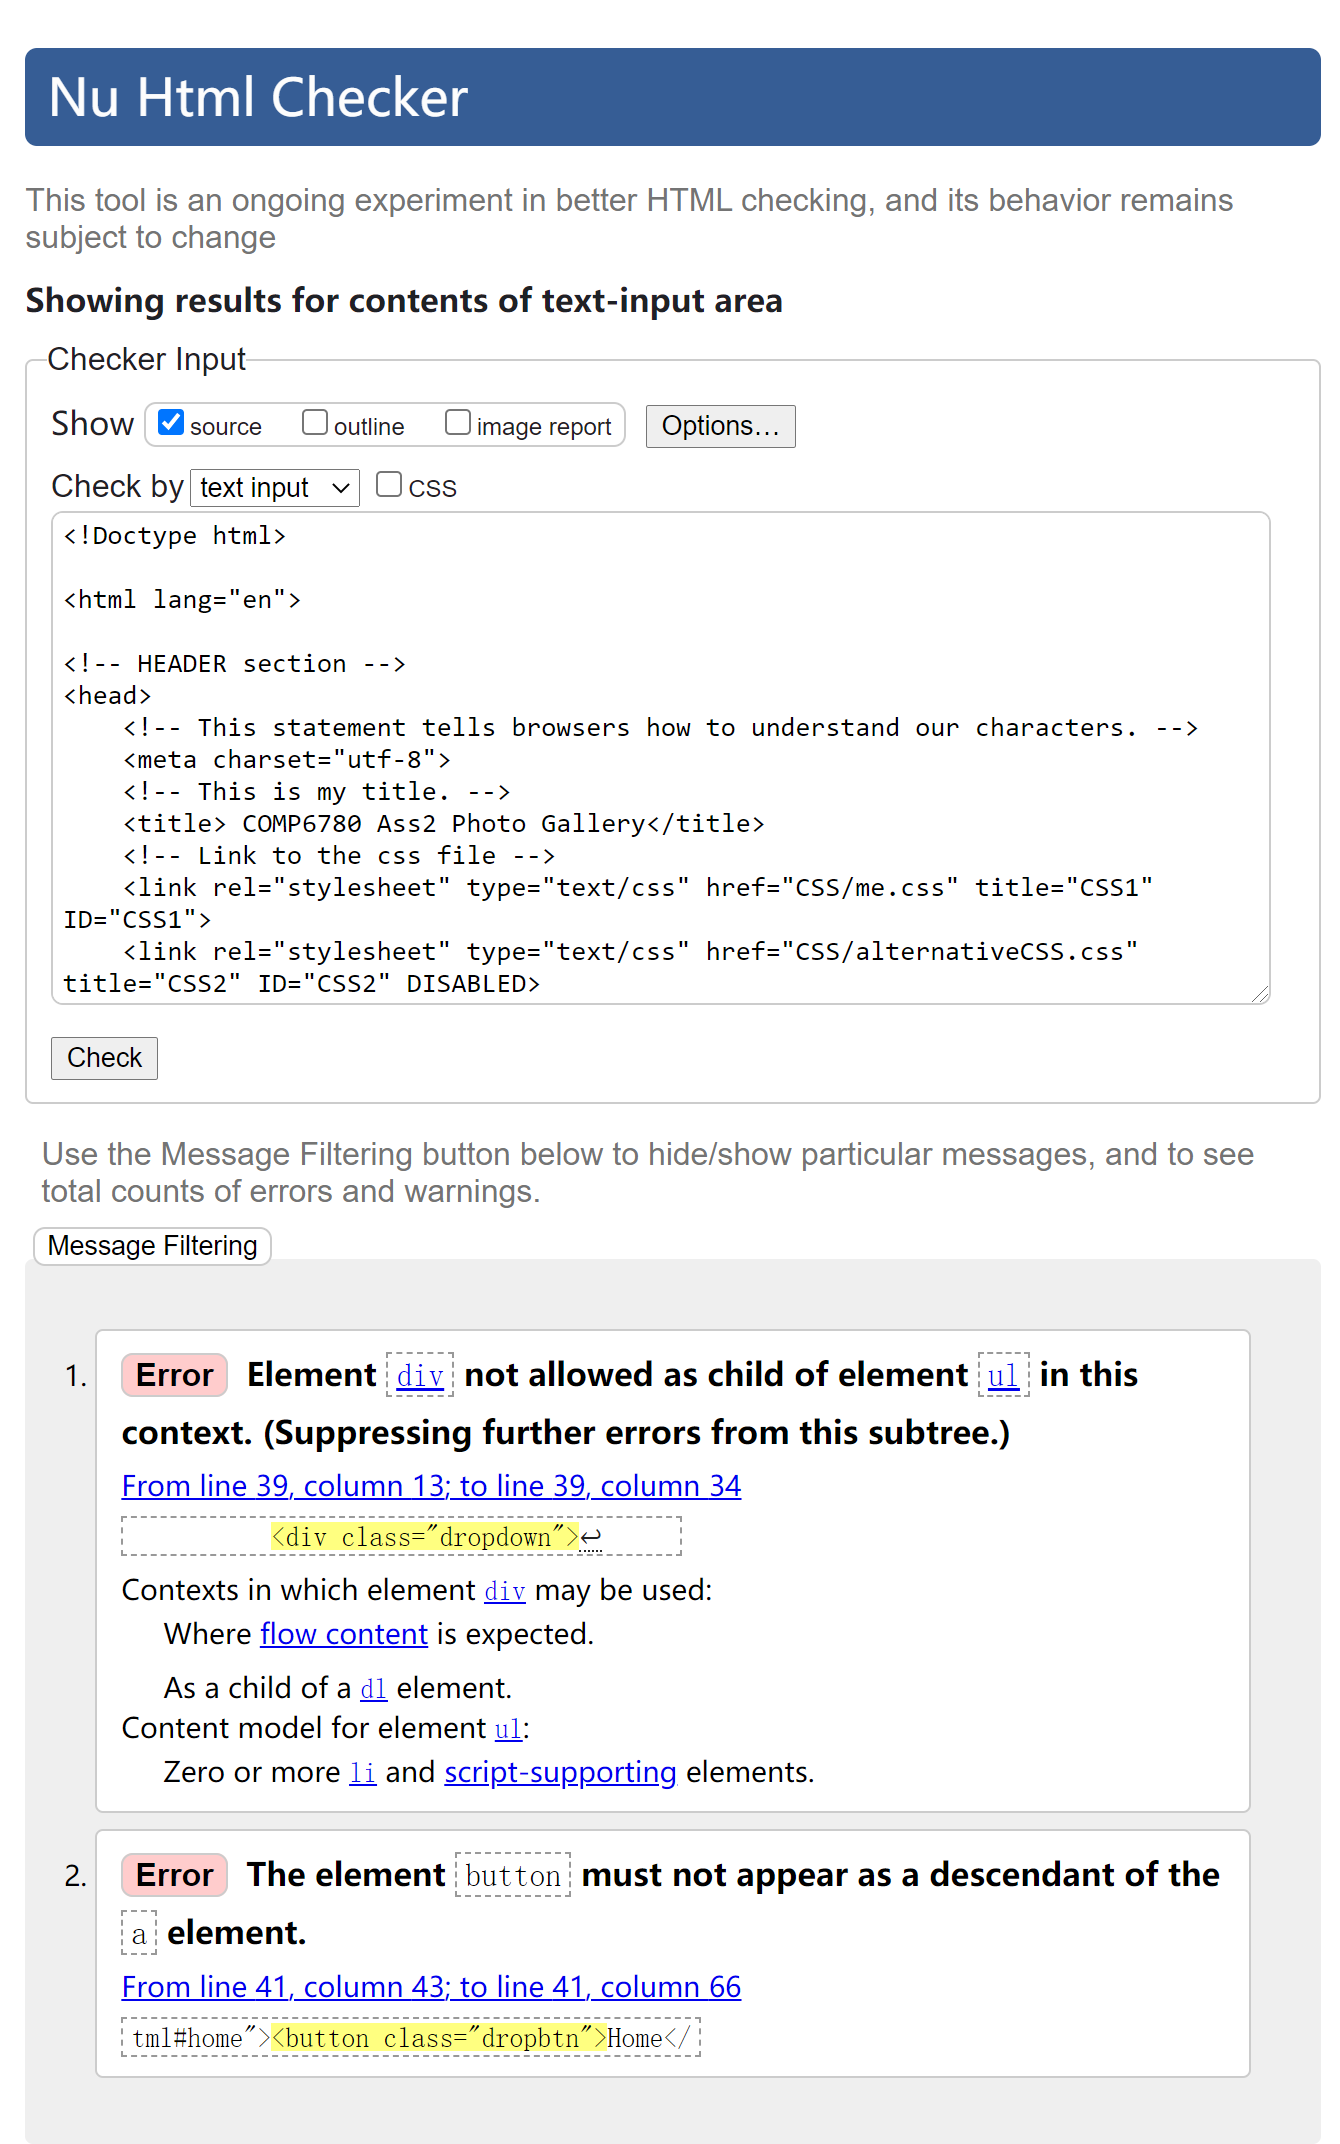 Nu Html Checker
This tool is an ongoing experiment in better HTML checking, and its behavior remains
subject to change
Showing results for contents of text-input area
Checker Input
Show source outline image report Options...
Check by text input CSS
<!Doctype html>
<html lang="en">
<!-- HEADER section -->
<head>
<!-- This statement tells browsers how to understand our characters. -->
<meta charset="utf-8">
<!-- This is my title. -->
<title> COMP6780 Ass2 Photo Gallery</title>
<!-- Link to the css file -->
<link rel="stylesheet" type="text/css" href="CSS/me.css" title="CSS1"
ID="CSS1">
<link rel="stylesheet" type="text/css" href="CSS/alternativeCSS.css"
title="CSS2" ID="CSS2" DISABLED>
Check
Use the Message Filtering button below to hide/show particular messages, and to see
total counts of errors and warnings.
Message Filtering
1. Error Element div not allowed as child of element ul in this
context. (Suppressing further errors from this subtree.)
From line 39, column 13; to line 39, column 34
<div class="dropdown">↩
Contexts in which element div may be used:
Where flow content is expected.
As a child of a dl element.
Content model for element ul:
Zero or more li and script-supporting elements.
2. Error The element button must not appear as a descendant of the
a element.
From line 41, column 43; to line 41, column 66
tml#home"><button class="dropbtn">Home</